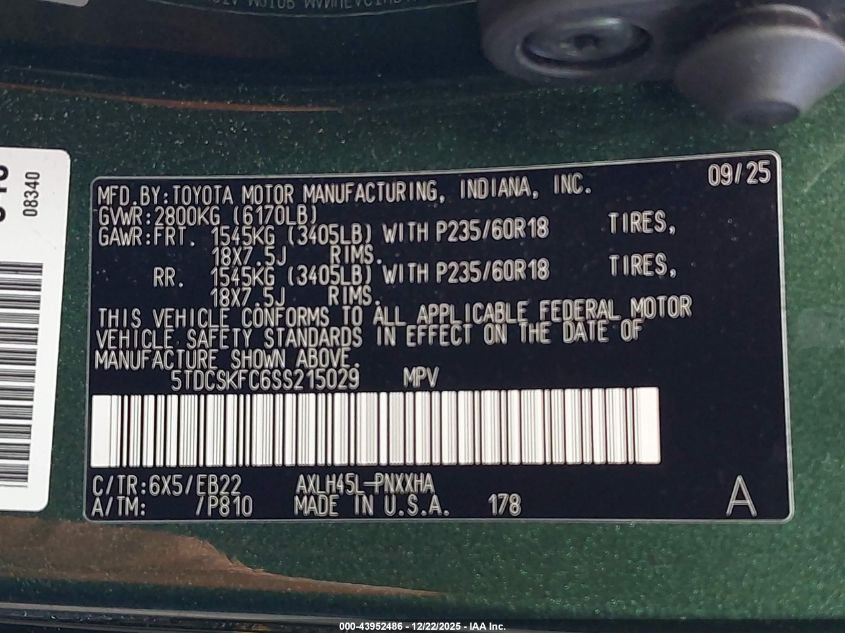 08340
09/25
MFD.BY:TOYOTA MOTOR MANUFACTURING, INDIANA, INC.
GVWR:2800KG (6170LB)
GAWR:FRT. 1545KG (3405LB) WITH P235/60R18 TIRES,
18X7.5J RIMS.
RR. 1545KG (3405LB) WITH P235/60R18 TIRES,
18X7.5J RIMS.
THIS VEHICLE CONFORMS TO ALL APPLICABLE FEDERAL MOTOR
VEHICLE SAFETY STANDARDS IN EFFECT ON THE DATE OF
MANUFACTURE SHOWN ABOVE.
5TDCSKFC6SS215029 MPV
C/TR:6X5/EB22 AXLH45L-PNXXHA
A/TM: /P810 MADE IN U.S.A. 178 A
000-43952486 - 12/22/2025 - IAA Inc.